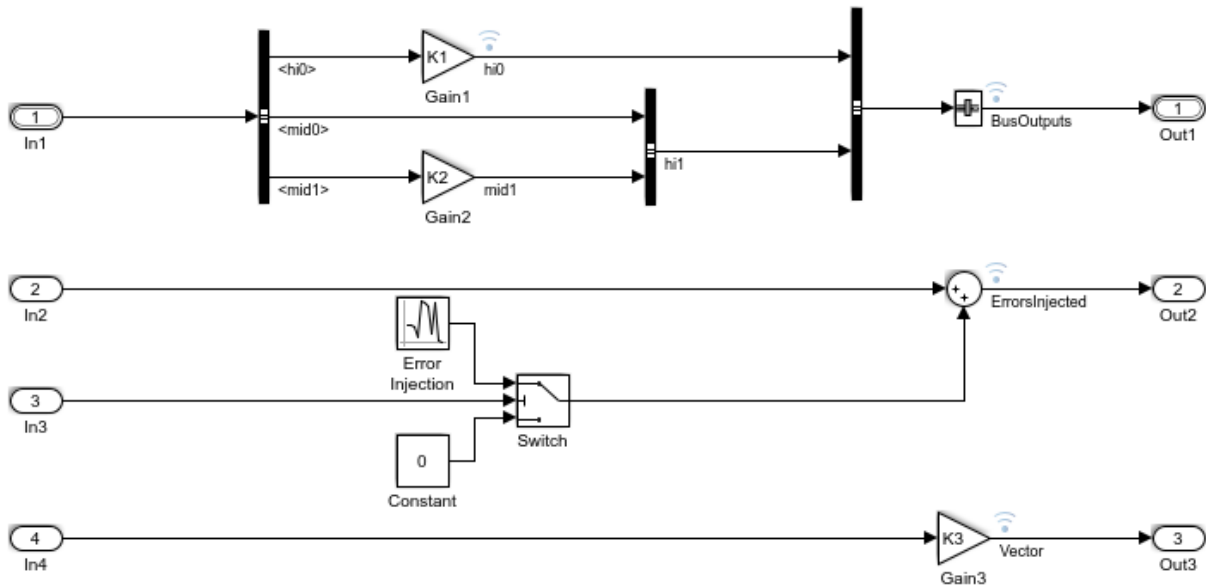 <hi0>
K1
hi0
Gain1
1
In1
<mid0>
BusOutputs
1
Out1
hi1
<mid1>
K2
mid1
Gain2
2
In2
ErrorsInjected
2
Out2
Error
Injection
3
In3
Switch
0
Constant
4
In4
K3
Vector
Gain3
3
Out3